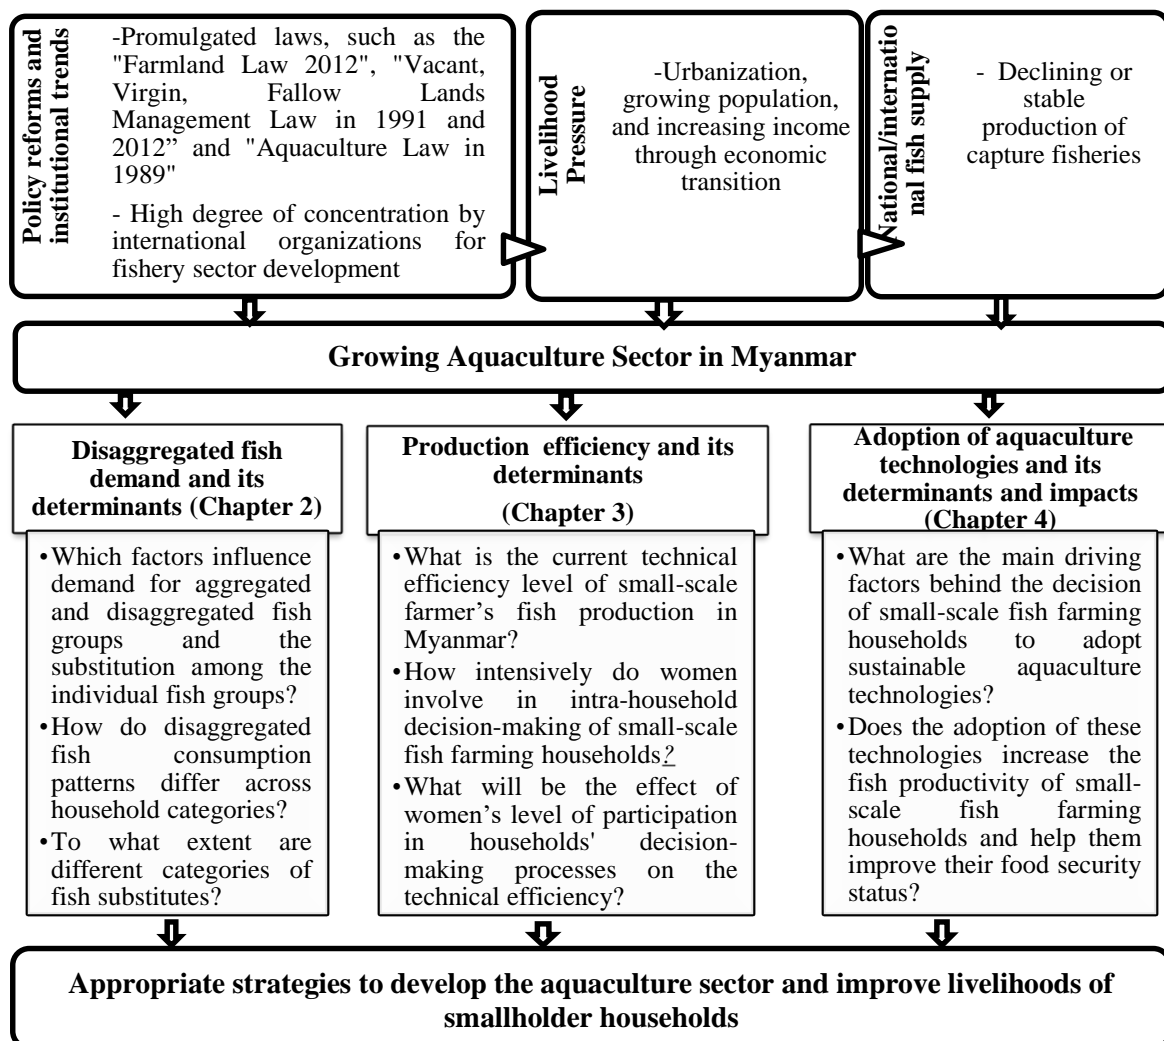 Policy reforms and
institutional trends
-Promulgated laws, such as the
"Farmland Law 2012", "Vacant,
Virgin, Fallow Lands
Management Law in 1991 and
2012” and "Aquaculture Law in
1989"
- High degree of concentration by
international organizations for
fishery sector development
Livelihood
Pressure
-Urbanization,
growing population,
and increasing income
through economic
transition
National/internatio
nal fish supply
- Declining or
stable
production of
capture fisheries
Growing Aquaculture Sector in Myanmar
Disaggregated fish
demand and its
determinants (Chapter 2)
•Which factors influence
demand for aggregated
and disaggregated fish
groups and the
substitution among the
individual fish groups?
•How do disaggregated
fish consumption
patterns differ across
household categories?
•To what extent are
different categories of
fish substitutes?
Production efficiency and its
determinants
(Chapter 3)
•What is the current technical
efficiency level of small-scale
farmer’s fish production in
Myanmar?
•How intensively do women
involve in intra-household
decision-making of small-scale
fish farming households?
•What will be the effect of
women’s level of participation
in households' decision-
making processes on the
technical efficiency?
Adoption of aquaculture
technologies and its
determinants and impacts
(Chapter 4)
•What are the main driving
factors behind the decision
of small-scale fish farming
households to adopt
sustainable aquaculture
technologies?
•Does the adoption of these
technologies increase the
fish productivity of small-
scale fish farming
households and help them
improve their food security
status?
Appropriate strategies to develop the aquaculture sector and improve livelihoods of
smallholder households